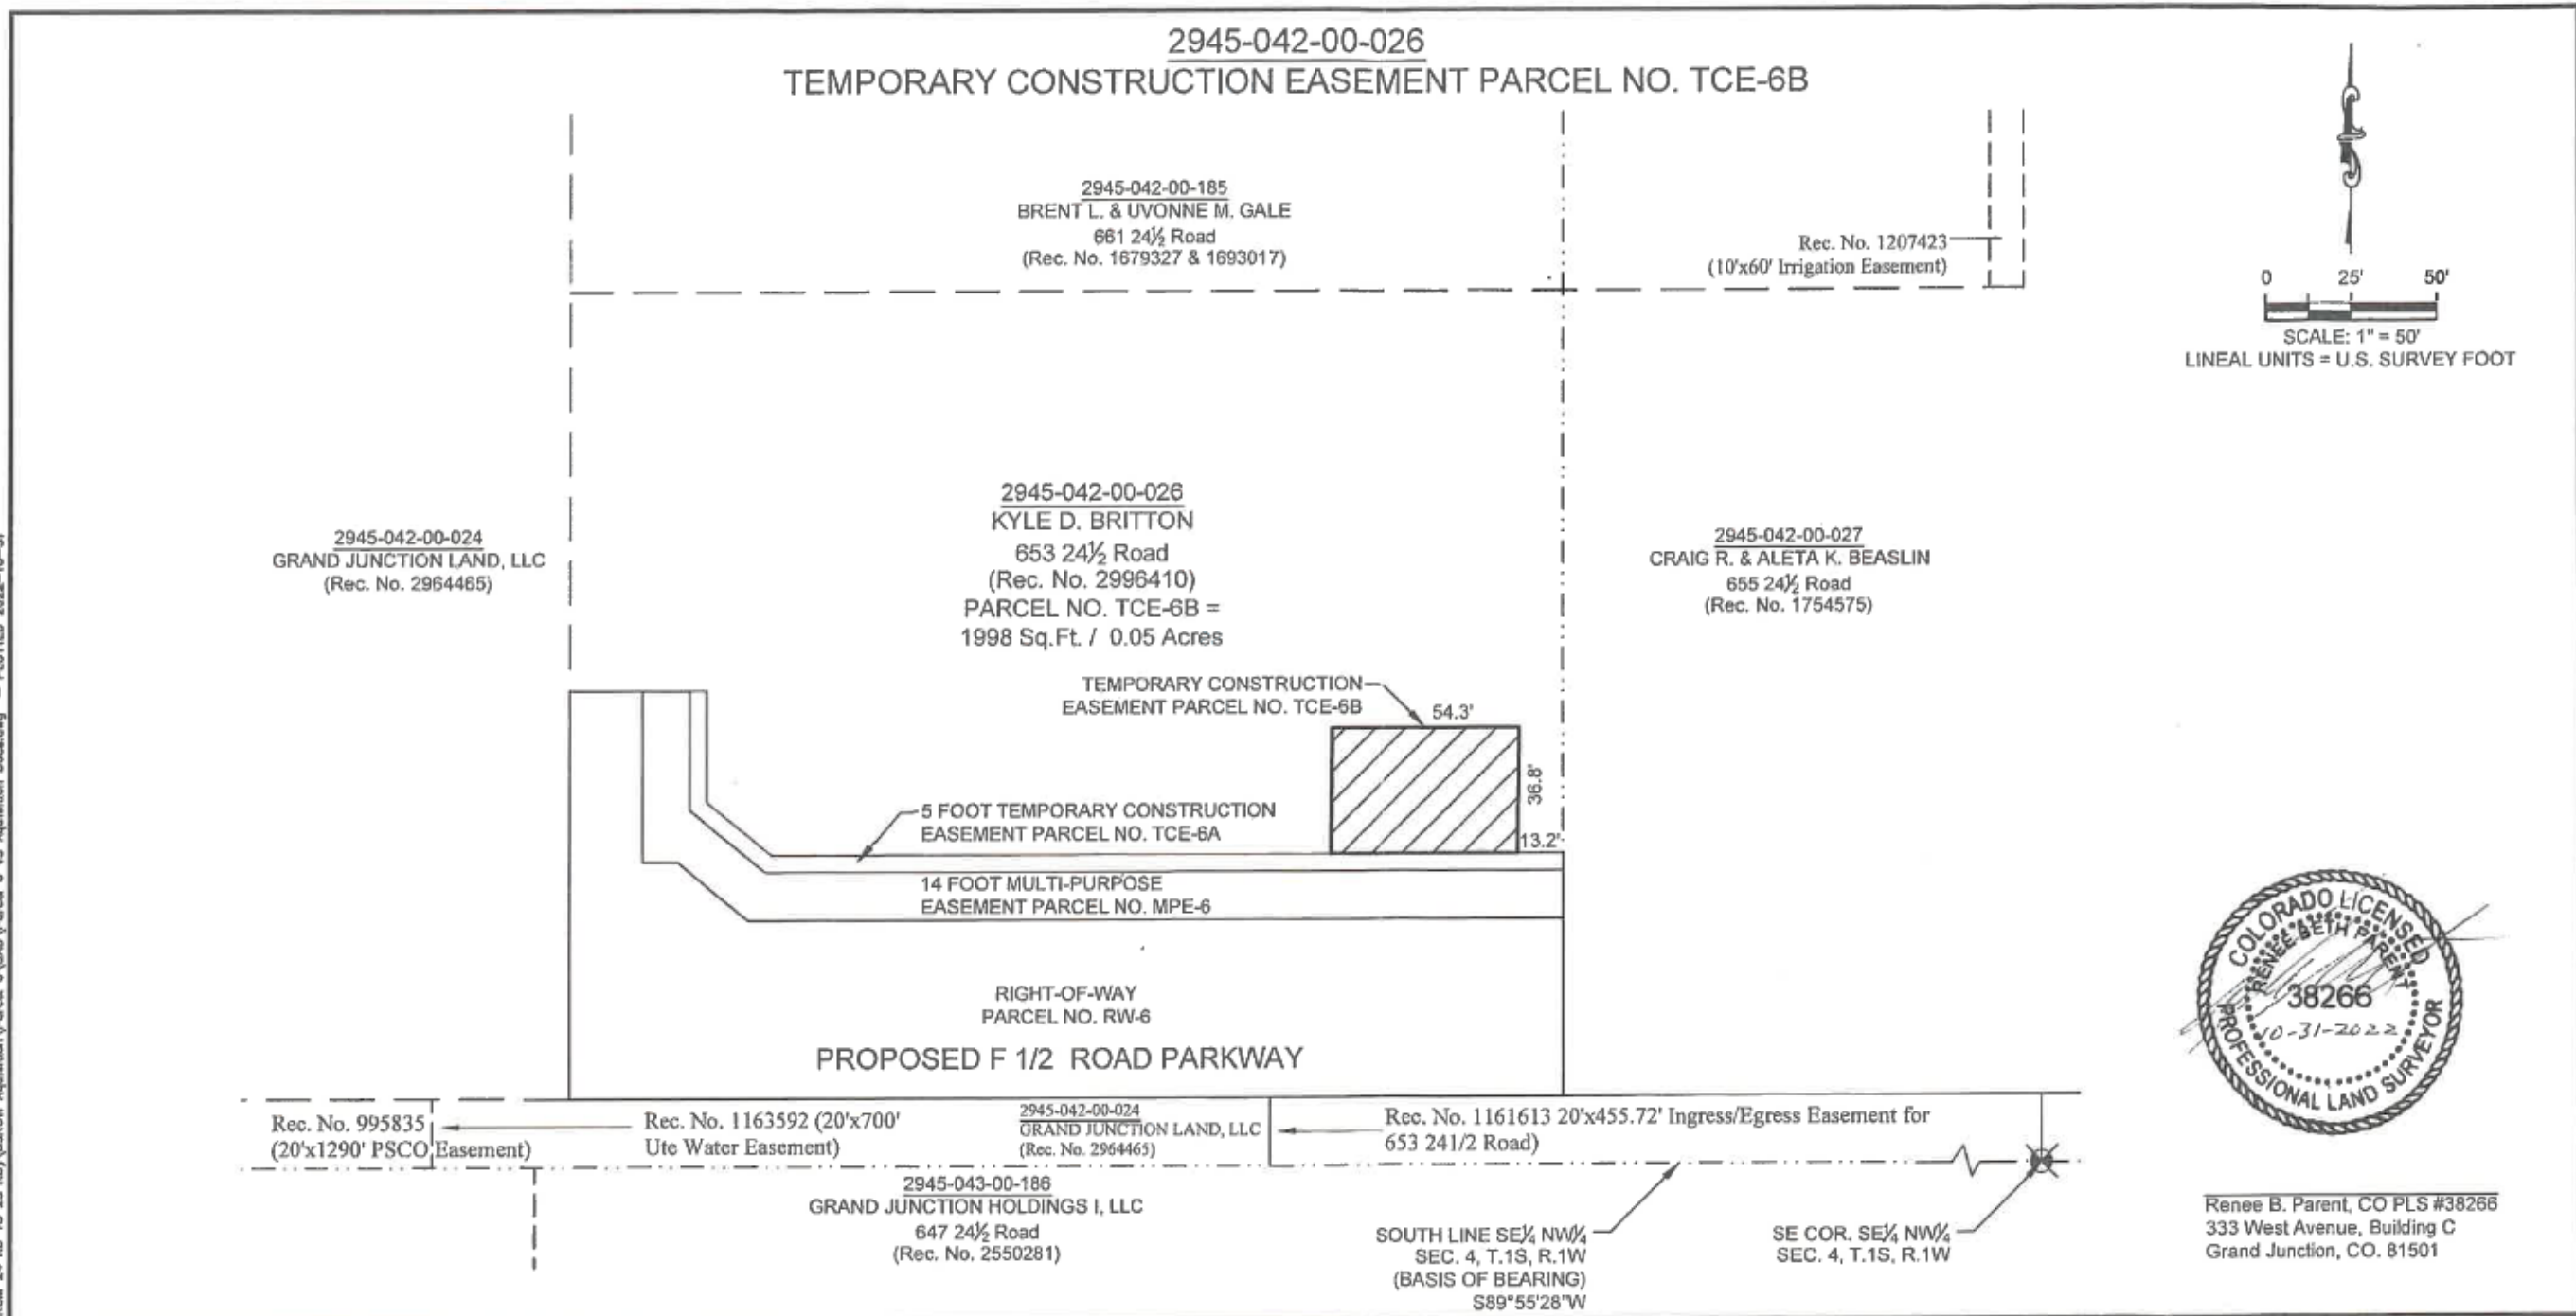 2945-042-00-026
TEMPORARY CONSTRUCTION EASEMENT PARCEL NO. TCE-6B
2945-042-00-185
BRENT L. & UVONNE M. GALE
661 24½ Road
(Rec. No. 1679327 & 1693017)
Rec. No. 1207423
(10'x60' Irrigation Easement)
0 25' 50'
SCALE: 1" = 50'
LINEAL UNITS = U.S. SURVEY FOOT
2945-042-00-024
GRAND JUNCTION LAND, LLC
(Rec. No. 2964465)
2945-042-00-026
KYLE D. BRITTON
653 24½ Road
(Rec. No. 2996410)
PARCEL NO. TCE-6B =
1998 Sq.Ft. / 0.05 Acres
2945-042-00-027
CRAIG R. & ALETA K. BEASLIN
655 24½ Road
(Rec. No. 1754575)
TEMPORARY CONSTRUCTION
EASEMENT PARCEL NO. TCE-6B
54.3'
36.8'
13.2'
5 FOOT TEMPORARY CONSTRUCTION
EASEMENT PARCEL NO. TCE-6A
14 FOOT MULTI-PURPOSE
EASEMENT PARCEL NO. MPE-6
RIGHT-OF-WAY
PARCEL NO. RW-6
PROPOSED F 1/2 ROAD PARKWAY
Rec. No. 995835
(20'x1290' PSCO Easement)
Rec. No. 1163592 (20'x700'
Ute Water Easement)
2945-042-00-024
GRAND JUNCTION LAND, LLC
(Rec. No. 2964465)
Rec. No. 1161613 20'x455.72' Ingress/Egress Easement for
653 241/2 Road)
2945-043-00-186
GRAND JUNCTION HOLDINGS I, LLC
647 24½ Road
(Rec. No. 2550281)
SOUTH LINE SE¼ NW¼
SEC. 4, T.1S, R.1W
(BASIS OF BEARING)
S89°55'28"W
SE COR. SE¼ NW¼
SEC. 4, T.1S, R.1W
COLORADO LICENSED
RENEE BETH PARENT
38266
10-31-2022
PROFESSIONAL LAND SURVEYOR
Renee B. Parent, CO PLS #38266
333 West Avenue, Building C
Grand Junction, CO. 81501